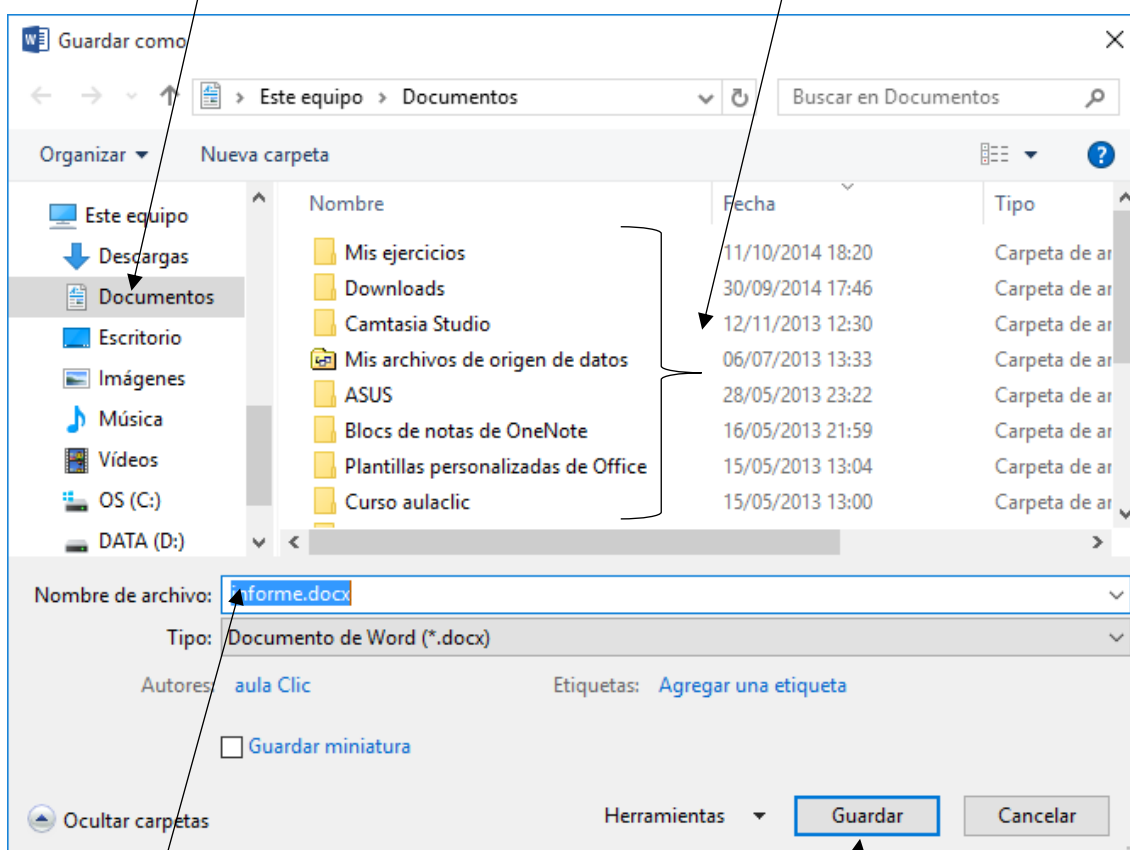 Guardar como
Este equipo > Documentos
Buscar en Documentos
Organizar
Nueva carpeta
Nombre
Fecha
Tipo
Este equipo
Descargas
Documentos
Escritorio
Imágenes
Música
Vídeos
OS (C:)
DATA (D:)
Mis ejercicios 11/10/2014 18:20 Carpeta de ar
Downloads 30/09/2014 17:46 Carpeta de ar
Camtasia Studio 12/11/2013 12:30 Carpeta de ar
Mis archivos de origen de datos 06/07/2013 13:33 Carpeta de ar
ASUS 28/05/2013 23:22 Carpeta de ar
Blocs de notas de OneNote 16/05/2013 21:59 Carpeta de ar
Plantillas personalizadas de Office 15/05/2013 13:04 Carpeta de ar
Curso aulaclic 15/05/2013 13:00 Carpeta de ar
Nombre de archivo: informe.docx
Tipo: Documento de Word (*.docx)
Autores: aula Clic
Etiquetas: Agregar una etiqueta
Guardar miniatura
Ocultar carpetas
Herramientas
Guardar
Cancelar